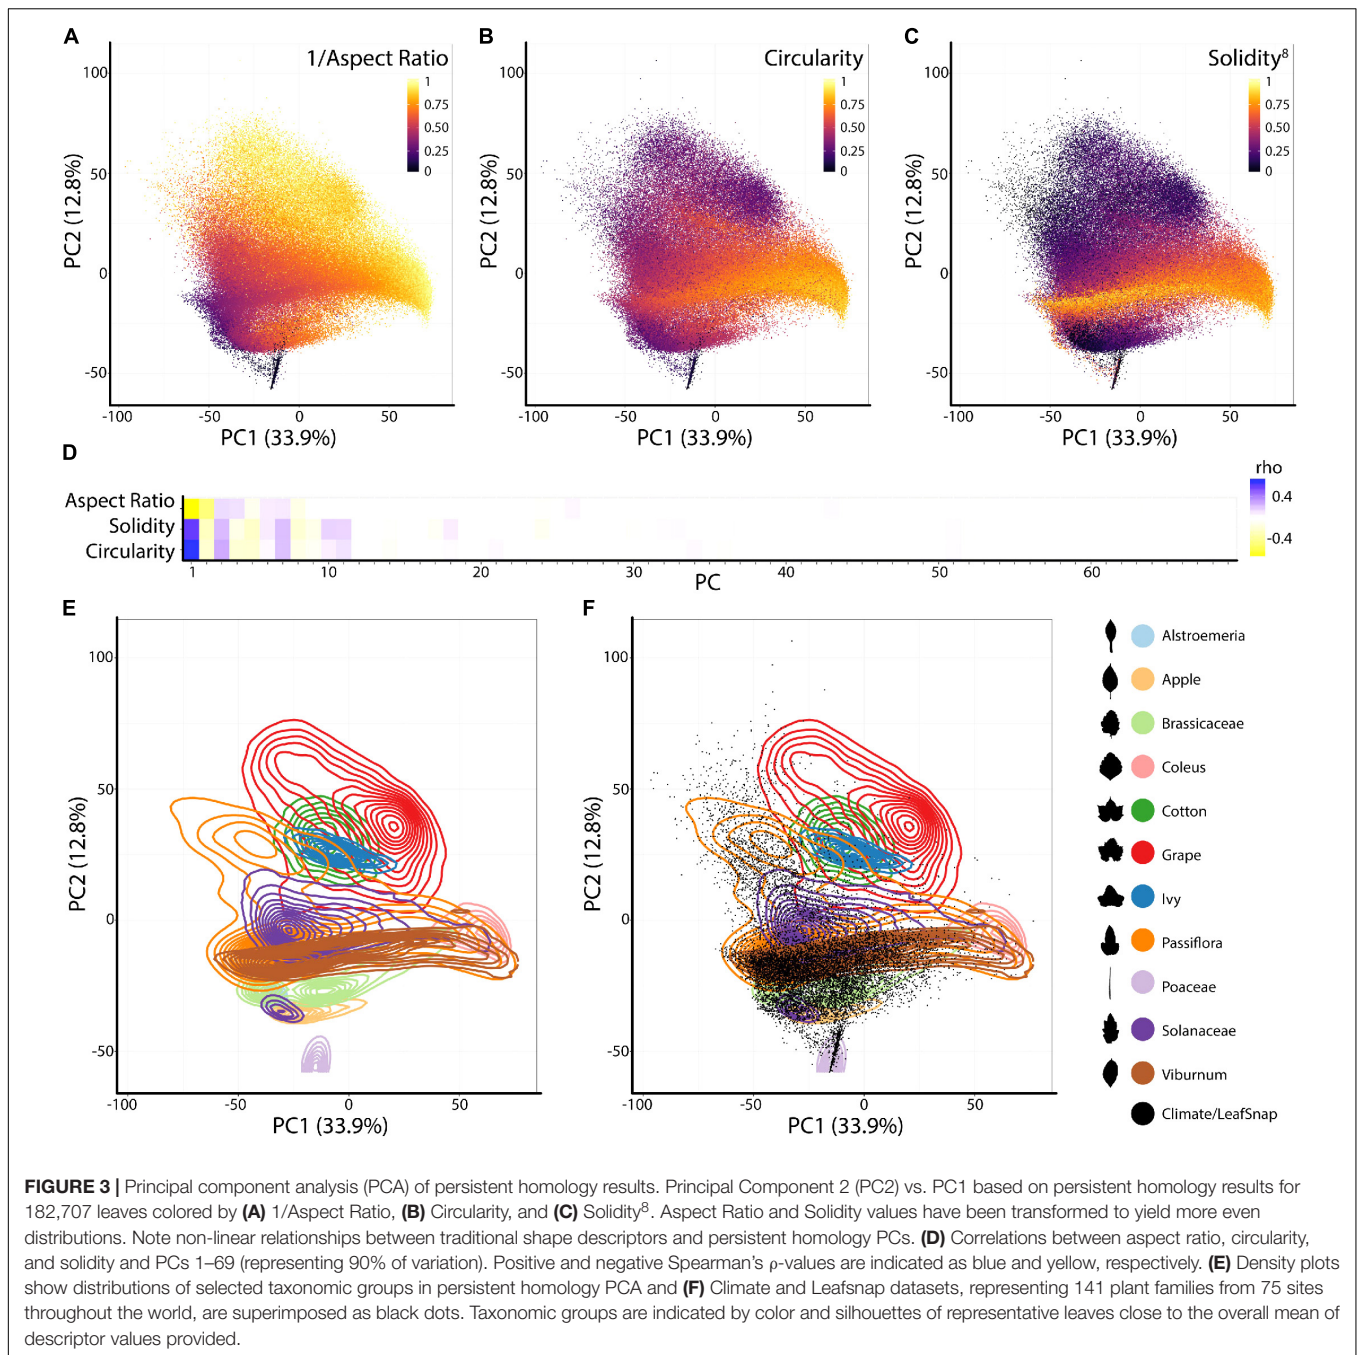 A
1/Aspect Ratio
1
0.75
0.50
0.25
0
100
50
0
-50
PC2 (12.8%)
-100
-50
0
50
PC1 (33.9%)
B
Circularity
1
0.75
0.50
0.25
0
100
50
0
-50
PC2 (12.8%)
-100
-50
0
50
PC1 (33.9%)
C
Solidity⁸
1
0.75
0.50
0.25
0
100
50
0
-50
PC2 (12.8%)
-100
-50
0
50
PC1 (33.9%)
D
Aspect Ratio
Solidity
Circularity
1
10
20
30
40
50
60
PC
rho
0.4
-0.4
E
100
50
0
-50
PC2 (12.8%)
-100
-50
0
50
PC1 (33.9%)
F
100
50
0
-50
PC2 (12.8%)
-100
-50
0
50
PC1 (33.9%)
Alstroemeria
Apple
Brassicaceae
Coleus
Cotton
Grape
Ivy
Passiflora
Poaceae
Solanaceae
Viburnum
Climate/LeafSnap
FIGURE 3 | Principal component analysis (PCA) of persistent homology results. Principal Component 2 (PC2) vs. PC1 based on persistent homology results for
182,707 leaves colored by (A) 1/Aspect Ratio, (B) Circularity, and (C) Solidity⁸. Aspect Ratio and Solidity values have been transformed to yield more even
distributions. Note non-linear relationships between traditional shape descriptors and persistent homology PCs. (D) Correlations between aspect ratio, circularity,
and solidity and PCs 1–69 (representing 90% of variation). Positive and negative Spearman's ρ-values are indicated as blue and yellow, respectively. (E) Density plots
show distributions of selected taxonomic groups in persistent homology PCA and (F) Climate and Leafsnap datasets, representing 141 plant families from 75 sites
throughout the world, are superimposed as black dots. Taxonomic groups are indicated by color and silhouettes of representative leaves close to the overall mean of
descriptor values provided.